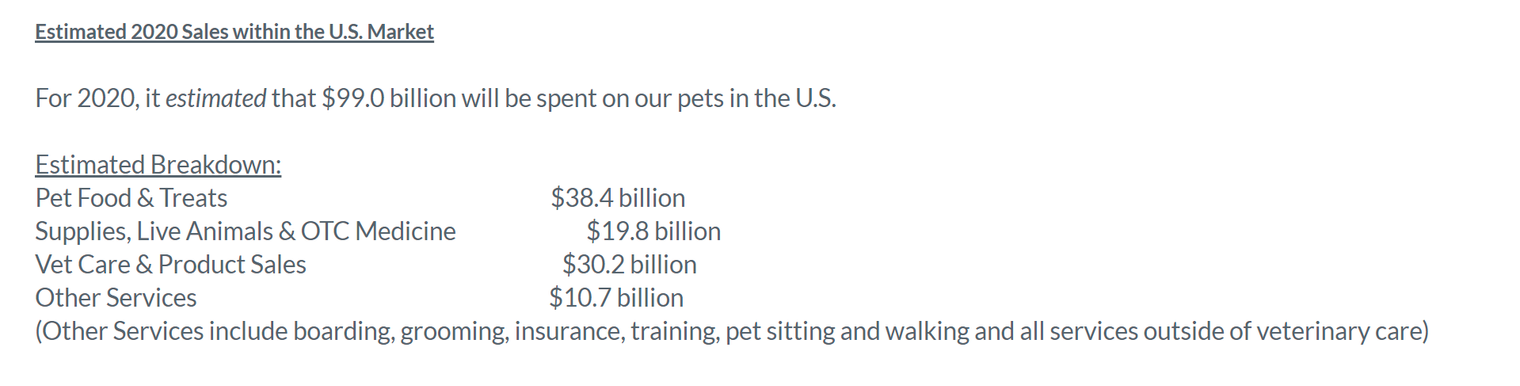 Estimated 2020 Sales within the U.S. Market
For 2020, it estimated that $99.0 billion will be spent on our pets in the U.S.
Estimated Breakdown:
Pet Food & Treats $38.4 billion
Supplies, Live Animals & OTC Medicine $19.8 billion
Vet Care & Product Sales $30.2 billion
Other Services $10.7 billion
(Other Services include boarding, grooming, insurance, training, pet sitting and walking and all services outside of veterinary care)